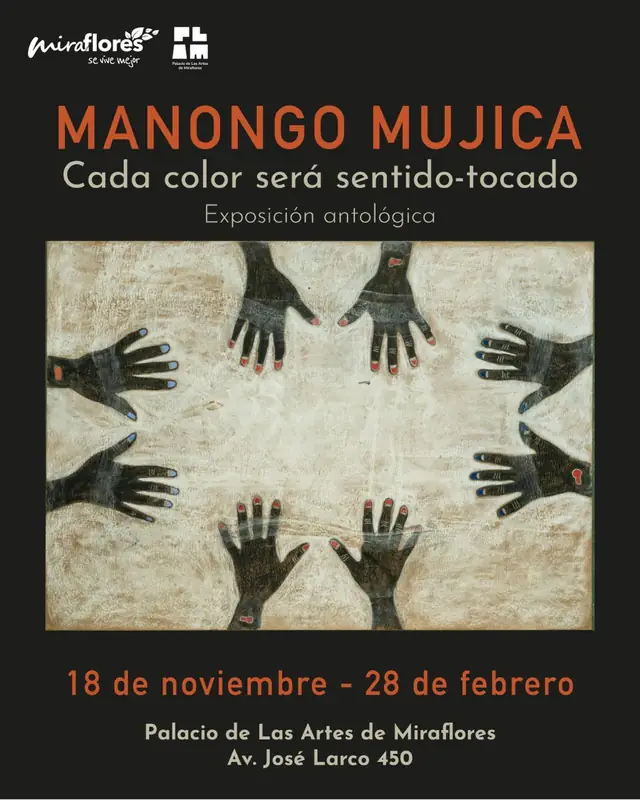 miraflores
se vive mejor
Palacio de Las Artes
de Miraflores
MANONGO MUJICA
Cada color será sentido-tocado
Exposición antológica
18 de noviembre - 28 de febrero
Palacio de Las Artes de Miraflores
Av. José Larco 450